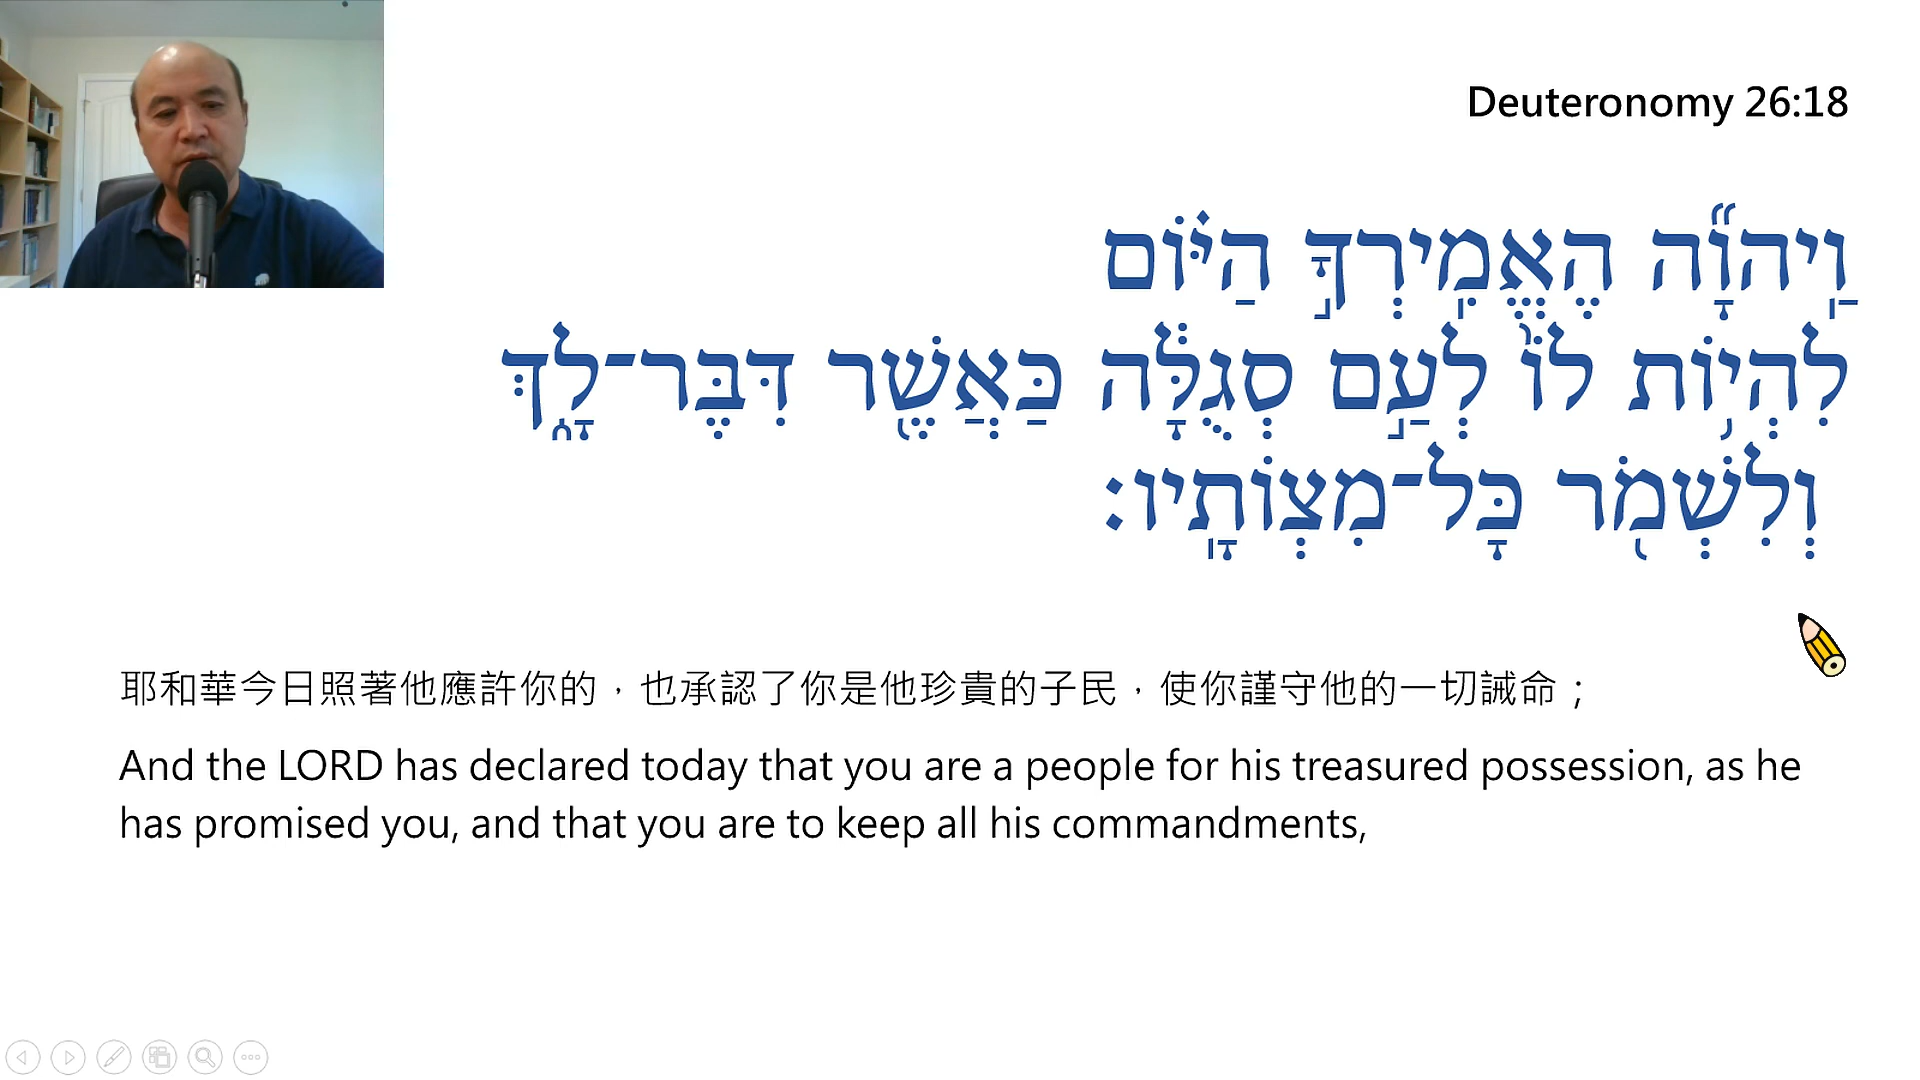 Deuteronomy 26:18
וַֽיהוָ֞ה הֶאֱמִֽירְךָ֣ הַיּ֗וֹם
לִהְי֥וֹת לוֹ֙ לְעַ֣ם סְגֻלָּ֔ה כַּאֲשֶׁ֖ר דִּבֶּר־לָ֑ךְ
וְלִשְׁמֹ֖ר כָּל־מִצְוֺתָֽיו׃
耶和華今日照著他應許你的，也承認了你是他珍貴的子民，使你謹守他的一切誡命；
And the LORD has declared today that you are a people for his treasured possession, as he
has promised you, and that you are to keep all his commandments,